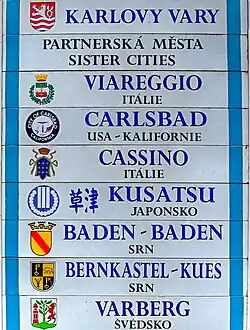 KARLOVY VARY
PARTNERSKÁ MĚSTA
SISTER CITIES
VIAREGGIO
ITÁLIE
CARLSBAD
USA - KALIFORNIE
CASSINO
ITÁLIE
草津 KUSATSU
JAPONSKO
BADEN - BADEN
SRN
BERNKASTEL - KUES
SRN
VARBERG
ŠVÉDSKO